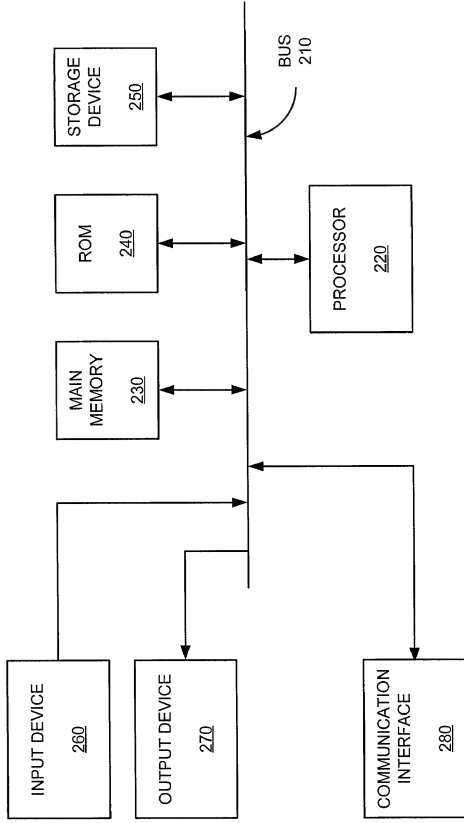 INPUT DEVICE
260
OUTPUT DEVICE
270
COMMUNICATION
INTERFACE
280
MAIN
MEMORY
230
ROM
240
STORAGE
DEVICE
250
PROCESSOR
220
BUS
210